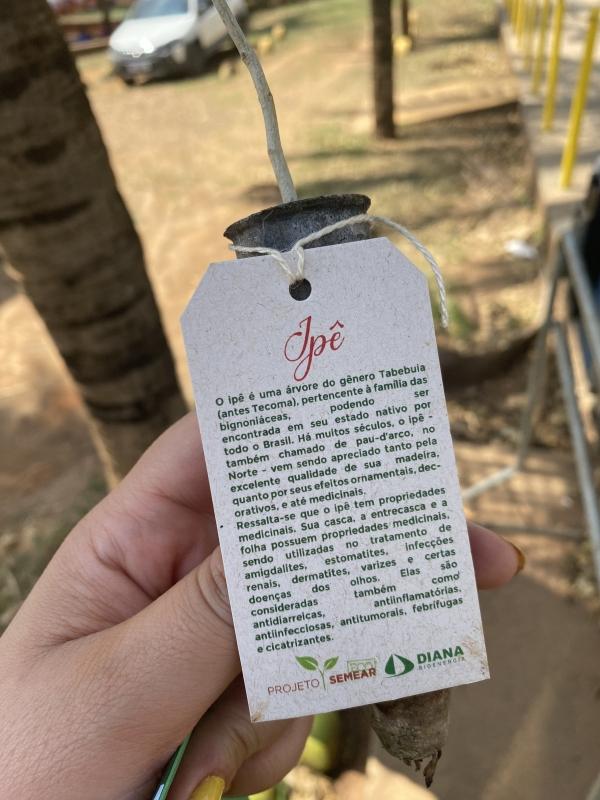 Ipê
O ipê é uma árvore do gênero Tabebuia
(antes Tecoma), pertencente à família das
bignoniáceas, podendo ser
encontrada em seu estado nativo por
todo o Brasil. Há muitos séculos, o ipê -
também chamado de pau-d'arco, no
Norte - vem sendo apreciado tanto pela
excelente qualidade de sua madeira,
quanto por seus efeitos ornamentais, dec-
orativos, e até medicinais.
Ressalta-se que o ipê tem propriedades
medicinais. Sua casca, a entrecasca e a
folha possuem propriedades medicinais,
sendo utilizadas no tratamento de
amigdalites, estomatites, infecções
renais, dermatites, varizes e certas
doenças dos olhos. Elas são
consideradas também como
antidiarreicas, antiinflamatórias,
antiinfecciosas, antitumorais, febrífugas
e cicatrizantes.
PROJETO ECO SEMEAR
DIANA
BIOENERGIA